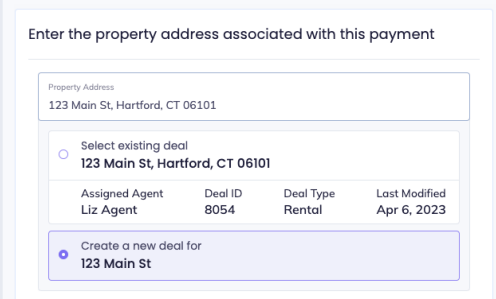 Enter the property address associated with this payment
Property Address
123 Main St, Hartford, CT 06101
Select existing deal
123 Main St, Hartford, CT 06101
Assigned Agent Deal ID Deal Type Last Modified
Liz Agent 8054 Rental Apr 6, 2023
Create a new deal for
123 Main St